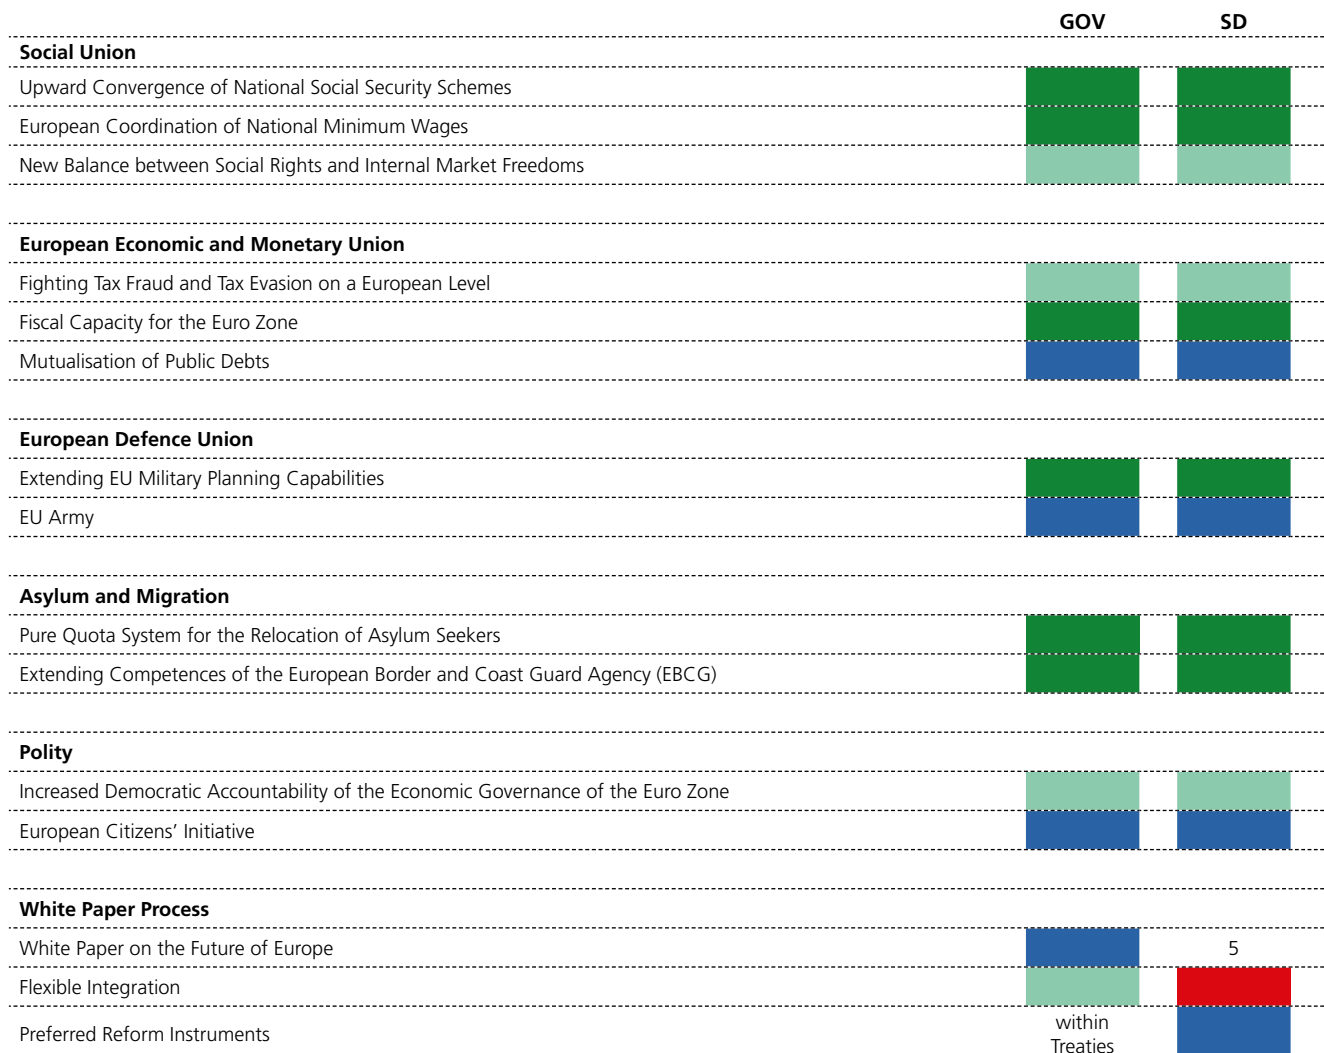 GOV SD
Social Union
Upward Convergence of National Social Security Schemes
European Coordination of National Minimum Wages
New Balance between Social Rights and Internal Market Freedoms
European Economic and Monetary Union
Fighting Tax Fraud and Tax Evasion on a European Level
Fiscal Capacity for the Euro Zone
Mutualisation of Public Debts
European Defence Union
Extending EU Military Planning Capabilities
EU Army
Asylum and Migration
Pure Quota System for the Relocation of Asylum Seekers
Extending Competences of the European Border and Coast Guard Agency (EBCG)
Polity
Increased Democratic Accountability of the Economic Governance of the Euro Zone
European Citizens’ Initiative
White Paper Process
White Paper on the Future of Europe 5
Flexible Integration
Preferred Reform Instruments
within
Treaties